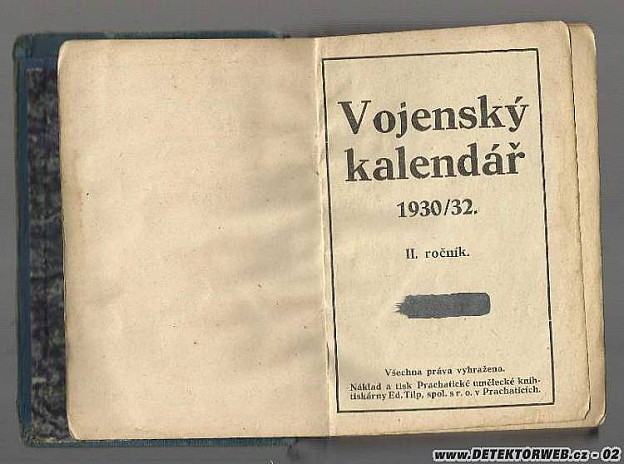 Vojenský
kalendář
1930/32.
II. ročník.
Všechna práva vyhražena.
Náklad a tisk Prachatické umělecké knih-
tiskárny Ed. Tilp, spol. s r. o. v Prachaticích.
www.DETEKTORWEB.cz - 02